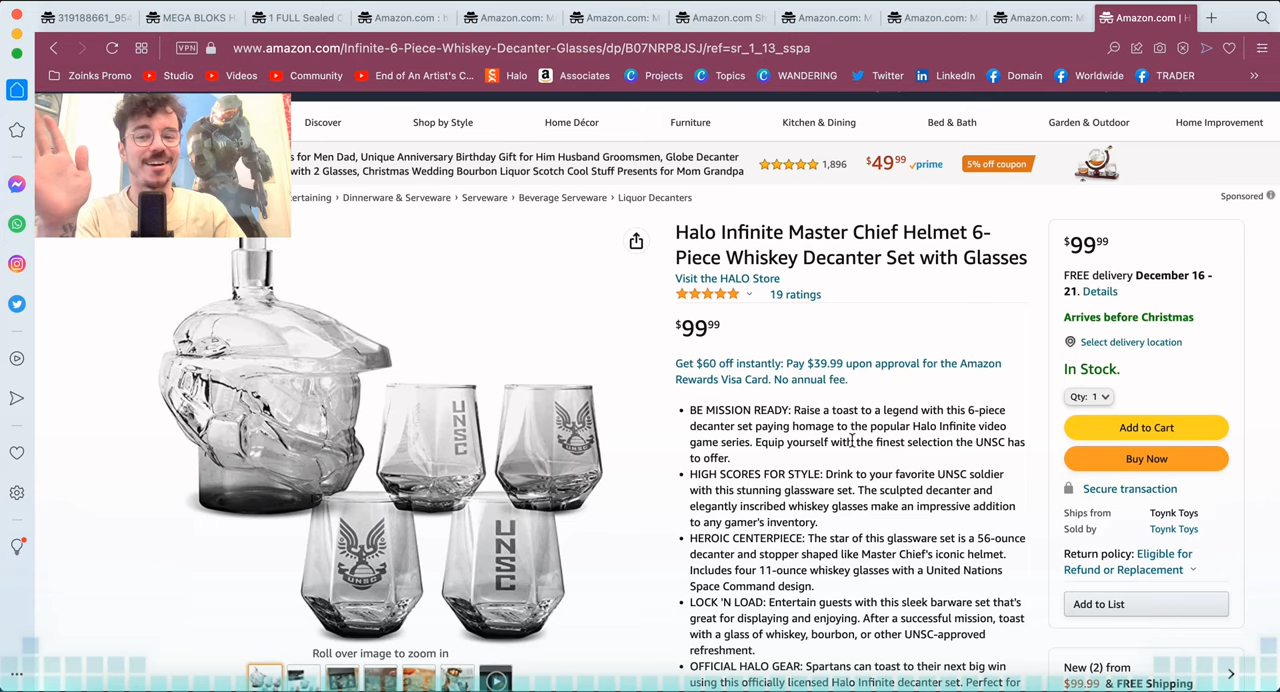 319188661_954
MEGA BLOKS H
1 FULL Sealed C
Amazon.com : h
Amazon.com: M
Amazon.com: M
Amazon.com Sh
Amazon.com: M
Amazon.com: M
Amazon.com: M
Amazon.com | H
VPN
www.amazon.com/Infinite-6-Piece-Whiskey-Decanter-Glasses/dp/B07NRP8JSJ/ref=sr_1_13_sspa
Zoinks Promo Studio Videos Community End of An Artist's C... Halo Associates Projects Topics WANDERING Twitter LinkedIn Domain Worldwide TRADER
Discover Shop by Style Home Décor Furniture Kitchen & Dining Bed & Bath Garden & Outdoor Home Improvement
s for Men Dad, Unique Anniversary Birthday Gift for Him Husband Groomsmen, Globe Decanter
with 2 Glasses, Christmas Wedding Bourbon Liquor Scotch Cool Stuff Presents for Mom Grandpa
1,896
$49.99 prime
5% off coupon
ertaining › Dinnerware & Serveware › Serveware › Beverage Serveware › Liquor Decanters
Sponsored
Halo Infinite Master Chief Helmet 6-
Piece Whiskey Decanter Set with Glasses
Visit the HALO Store
19 ratings
$99.99
Get $60 off instantly: Pay $39.99 upon approval for the Amazon
Rewards Visa Card. No annual fee.
• BE MISSION READY: Raise a toast to a legend with this 6-piece
decanter set paying homage to the popular Halo Infinite video
game series. Equip yourself with the finest selection the UNSC has
to offer.
• HIGH SCORES FOR STYLE: Drink to your favorite UNSC soldier
with this stunning glassware set. The sculpted decanter and
elegantly inscribed whiskey glasses make an impressive addition
to any gamer's inventory.
• HEROIC CENTERPIECE: The star of this glassware set is a 56-ounce
decanter and stopper shaped like Master Chief's iconic helmet.
Includes four 11-ounce whiskey glasses with a United Nations
Space Command design.
• LOCK 'N LOAD: Entertain guests with this sleek barware set that's
great for displaying and enjoying. After a successful mission, toast
with a glass of whiskey, bourbon, or other UNSC-approved
refreshment.
• OFFICIAL HALO GEAR: Spartans can toast to their next big win
using this officially licensed Halo Infinite decanter set. Perfect for
UNSC
UNSC
UNSC
Roll over image to zoom in
$99.99
FREE delivery December 16 -
21. Details
Arrives before Christmas
Select delivery location
In Stock.
Qty: 1
Add to Cart
Buy Now
Secure transaction
Ships from Toynk Toys
Sold by Toynk Toys
Return policy: Eligible for
Refund or Replacement
Add to List
New (2) from
$99.99 & FREE Shipping